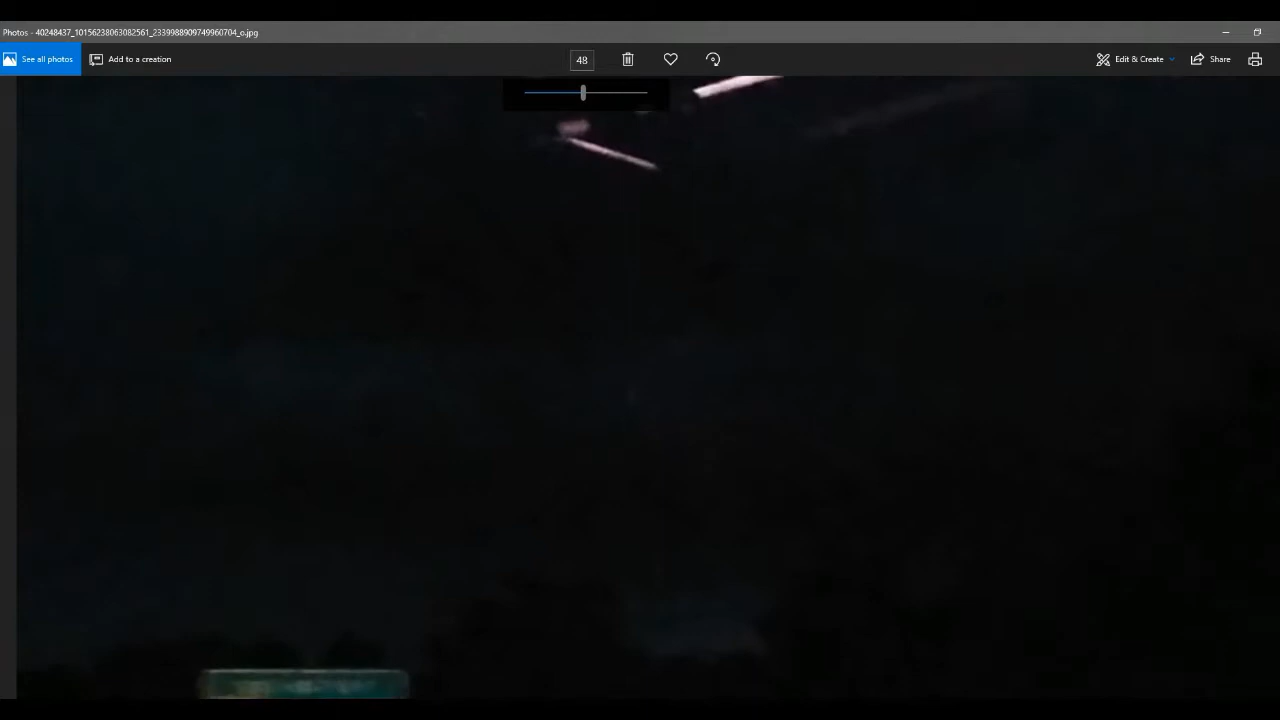 Photos - 40248437_10156238063082561_2339988909749960704_o.jpg
See all photos
Add to a creation
48
Edit & Create
Share